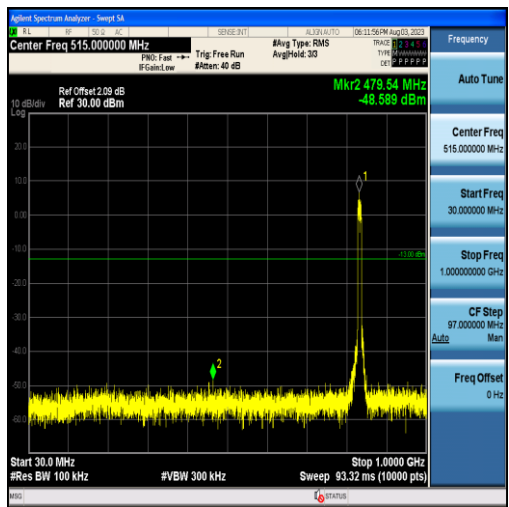 Agilent Spectrum Analyzer - Swept SA
RL RF 50 Ω AC SENSE:INT ALIGN AUTO 06:11:56 PM Aug 03, 2023
Center Freq 515.000000 MHz
PNO: Fast
IFGain:Low
Trig: Free Run
#Atten: 40 dB
#Avg Type: RMS
Avg|Hold: 3/3
TRACE 1 2 3 4 5 6
TYPE
DET P P P P P P
Ref Offset 2.09 dB
10 dB/div Ref 30.00 dBm
Log
Mkr2 479.54 MHz
-48.589 dBm
20.0
10.0
0.00
-10.0
-20.0
-30.0
-40.0
-50.0
-60.0
1
-13.00 dBm
2
Start 30.0 MHz Stop 1.0000 GHz
#Res BW 100 kHz #VBW 300 kHz Sweep 93.32 ms (10000 pts)
MSG STATUS
Frequency
Auto Tune
Center Freq
515.000000 MHz
Start Freq
30.000000 MHz
Stop Freq
1.000000000 GHz
CF Step
97.000000 MHz
Auto Man
Freq Offset
0 Hz